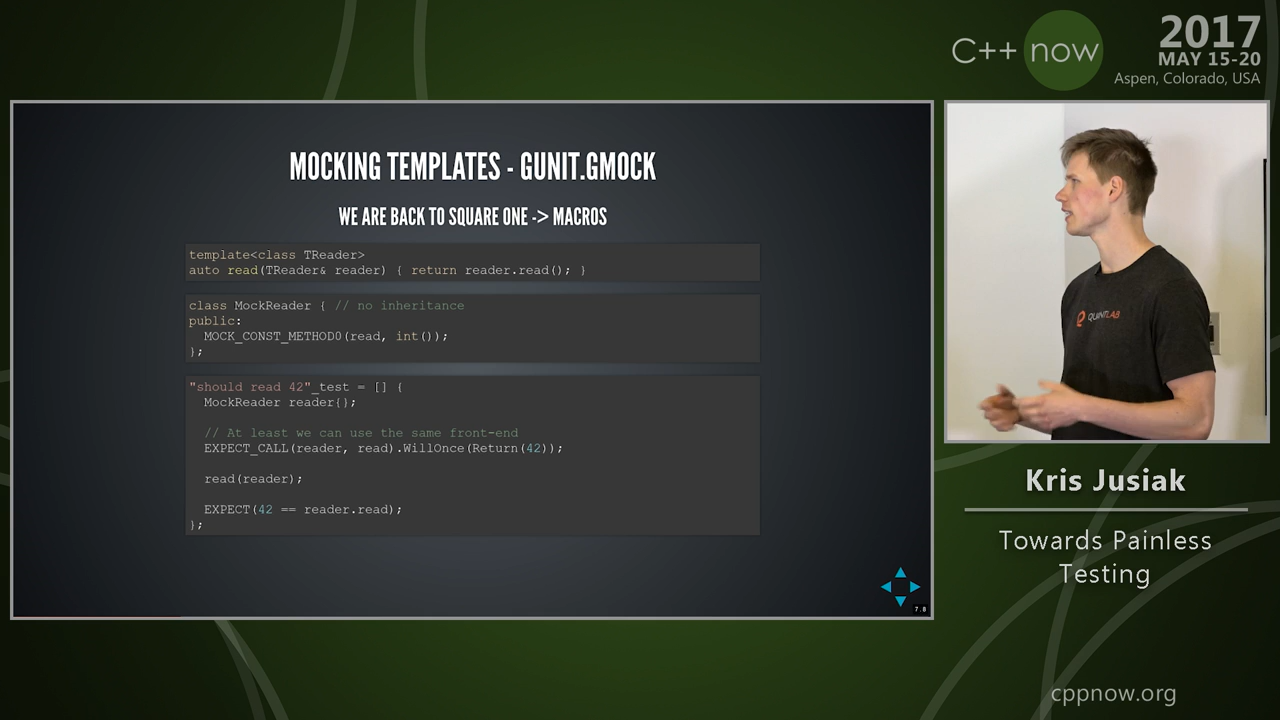 C++ now
2017
MAY 15-20
Aspen, Colorado, USA
MOCKING TEMPLATES - GUNIT.GMOCK
WE ARE BACK TO SQUARE ONE -> MACROS
template<class TReader>
auto read(TReader& reader) { return reader.read(); }
class MockReader { // no inheritance
public:
  MOCK_CONST_METHOD0(read, int());
};
"should read 42"_test = [] {
  MockReader reader{};
  // At least we can use the same front-end
  EXPECT_CALL(reader, read).WillOnce(Return(42));
  read(reader);
  EXPECT(42 == reader.read);
};
7.8
QUANTLAB
Kris Jusiak
Towards Painless
Testing
cppnow.org